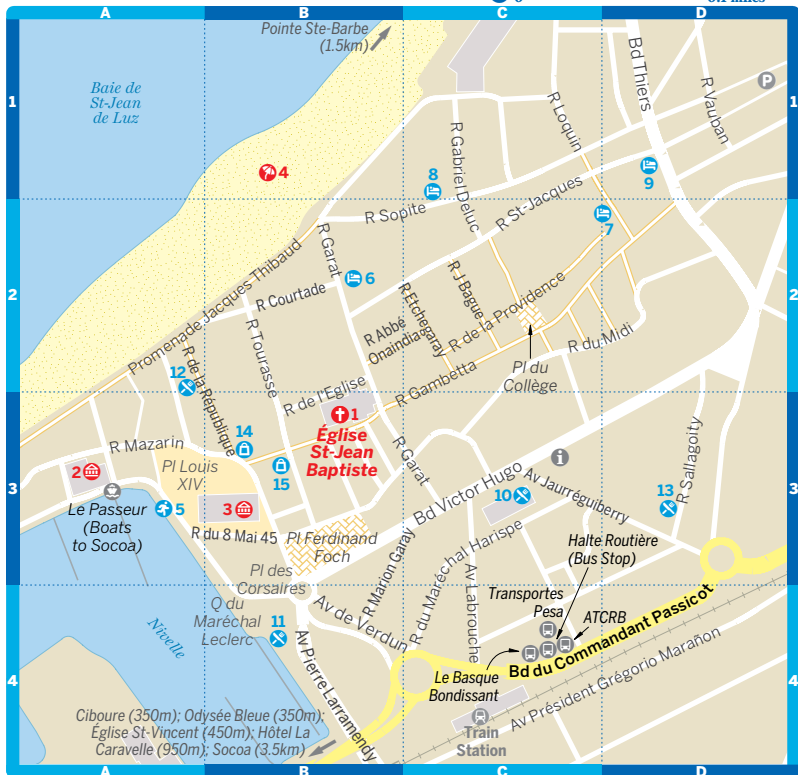 A
B
C
D
0.1 miles
0
Pointe Ste-Barbe
(1.5km)
Baie de
St-Jean
de Luz
1
1
Bd Thiers
R Vauban
P
R Loquin
R Gabriel Deluc
4
8
9
R St-Jacques
R Sopite
7
Promenade Jacques Thibaud
R Garat
6
2
2
R Courtade
R Etchegaray
R J Bague
R de la Providence
R Tourasse
R Abbé
Onaindia
R du Midi
Pl du
Collège
12
R de la République
R Gambetta
R de l'Eglise
1
Église
St-Jean
Baptiste
R Mazarin
14
15
R Garat
Bd Victor Hugo
i
R Sallagoity
2
Pl Louis
XIV
3
3
10
Av Jaurréguiberry
13
Le Passeur
(Boats
to Socoa)
5
3
R du 8 Mai 45
Pl Ferdinand
Foch
R du Maréchal Harispe
Halte Routière
(Bus Stop)
Pl des
Corsaires
R Marion Garay
Av Labrouche
Transportes
Pesa
ATCRB
Q du
Maréchal
Leclerc
11
Nivelle
Av de Verdun
Bd du Commandant Passicot
4
4
Av Pierre Larramendy
Le Basque
Bondissant
Av Président Grégorio Marañon
Ciboure (350m); Odysée Bleue (350m);
Église St-Vincent (450m); Hôtel La
Caravelle (950m); Socoa (3.5km)
Train
Station
A
B
C
D